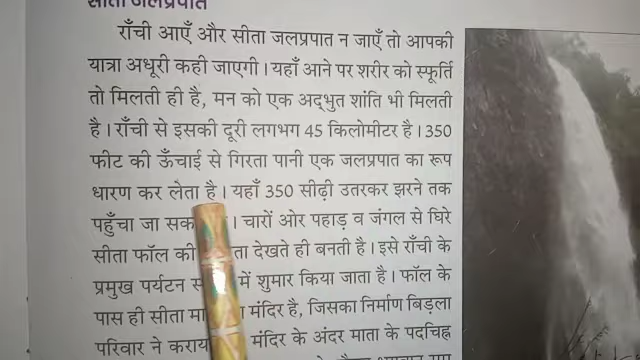 सीता जलप्रपात
राँची आएँ और सीता जलप्रपात न जाएँ तो आपकी
यात्रा अधूरी कही जाएगी। यहाँ आने पर शरीर को स्फूर्ति
तो मिलती ही है, मन को एक अद्भुत शांति भी मिलती
है। राँची से इसकी दूरी लगभग 45 किलोमीटर है। 350
फीट की ऊँचाई से गिरता पानी एक जलप्रपात का रूप
धारण कर लेता है। यहाँ 350 सीढ़ी उतरकर झरने तक
पहुँचा जा सक । चारों ओर पहाड़ व जंगल से घिरे
सीता फॉल की ता देखते ही बनती है। इसे राँची के
प्रमुख पर्यटन में शुमार किया जाता है। फॉल के
पास ही सीता मंदिर है, जिसका निर्माण बिड़ला
परिवार ने कराय मंदिर के अंदर माता के पदचिह्न